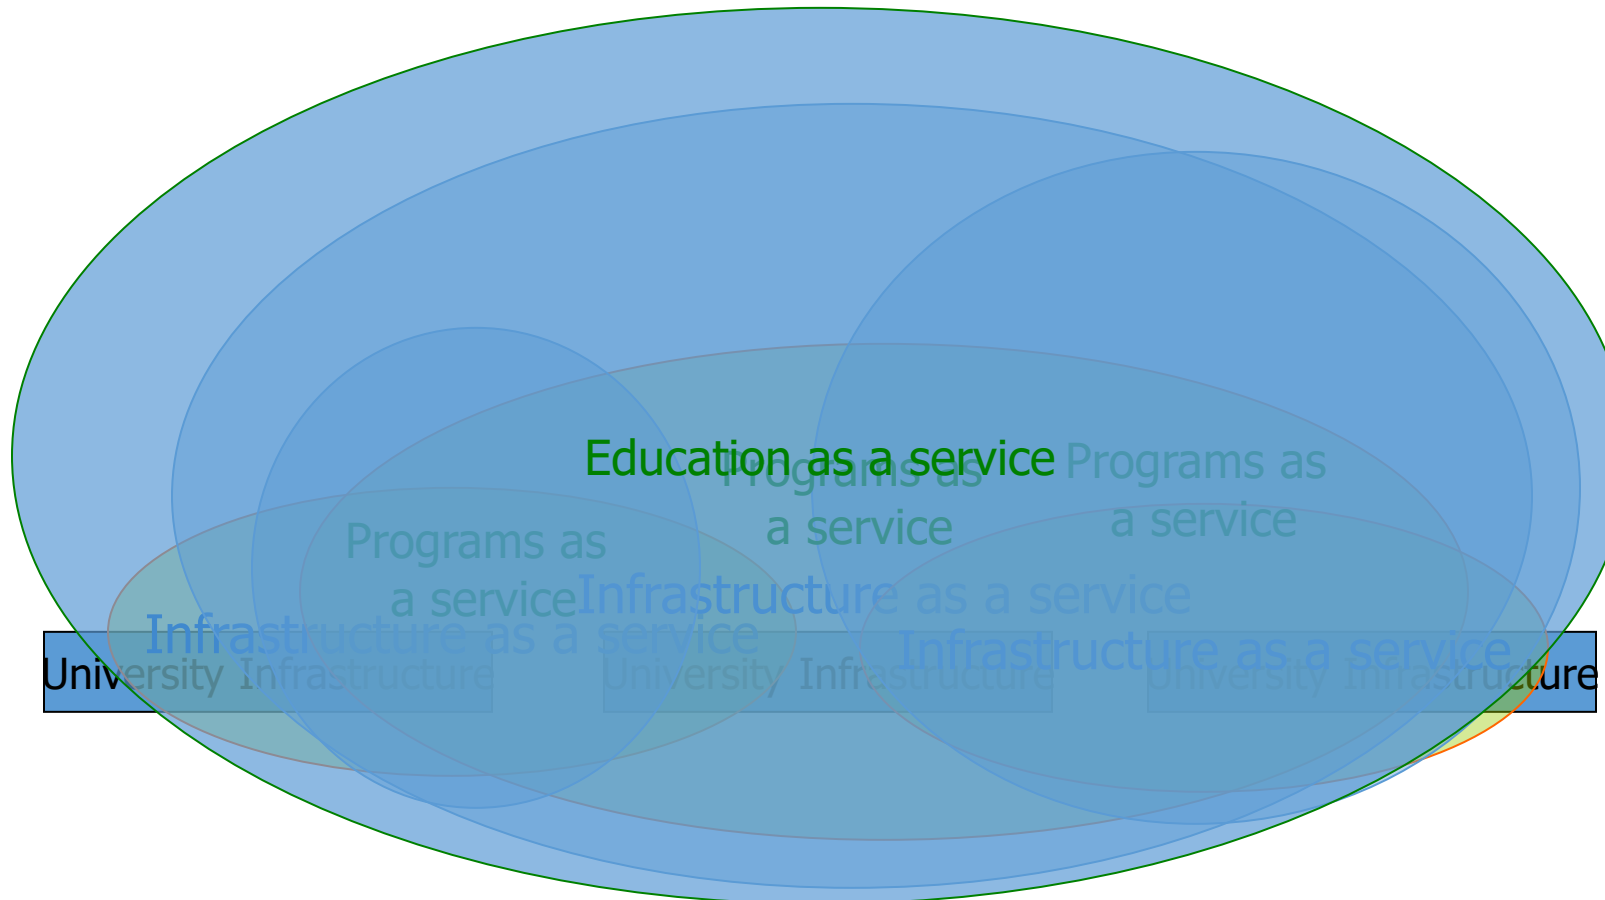 Education as a service
Programs as
a service
Programs as
a service
Programs as
a service
Infrastructure as a service
Infrastructure as a service
Infrastructure as a service
University Infrastructure
University Infrastructure
University Infrastructure